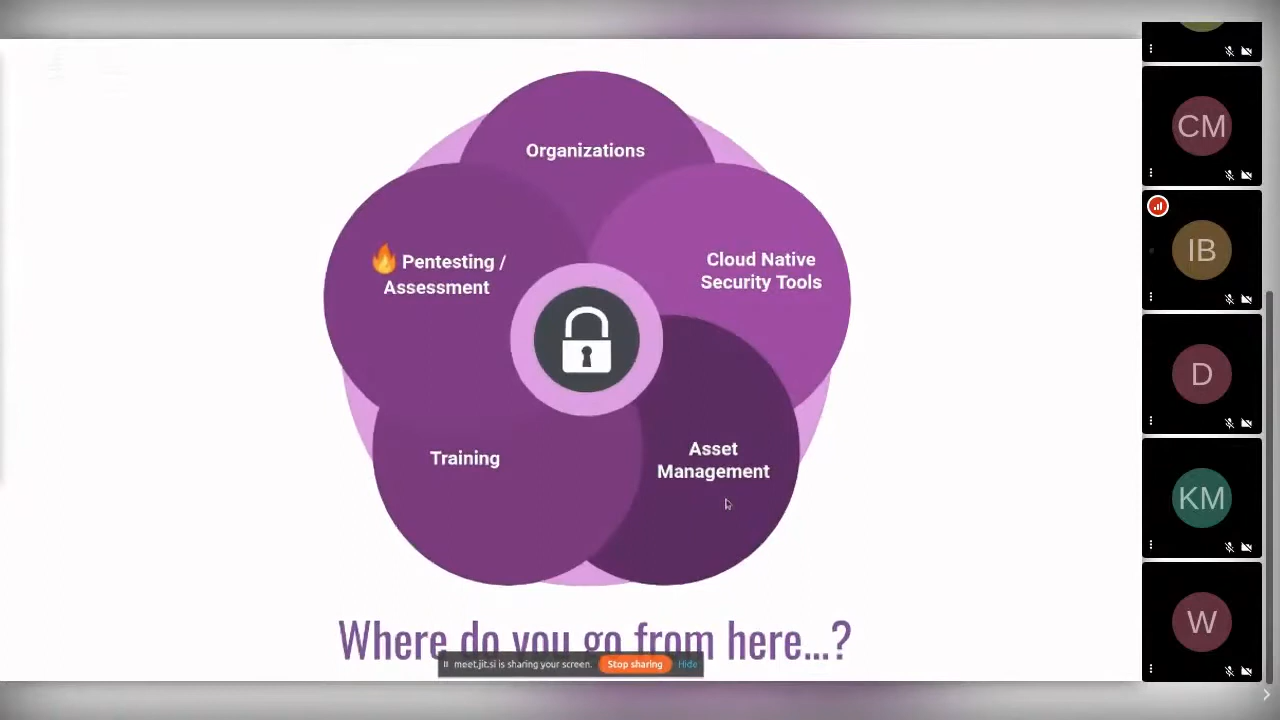 Organizations
🔥 Pentesting /
Assessment
Cloud Native
Security Tools
Training
Asset
Management
Where do you go from here...?
meet.jit.si is sharing your screen. Stop sharing Hide
CM
IB
D
KM
W